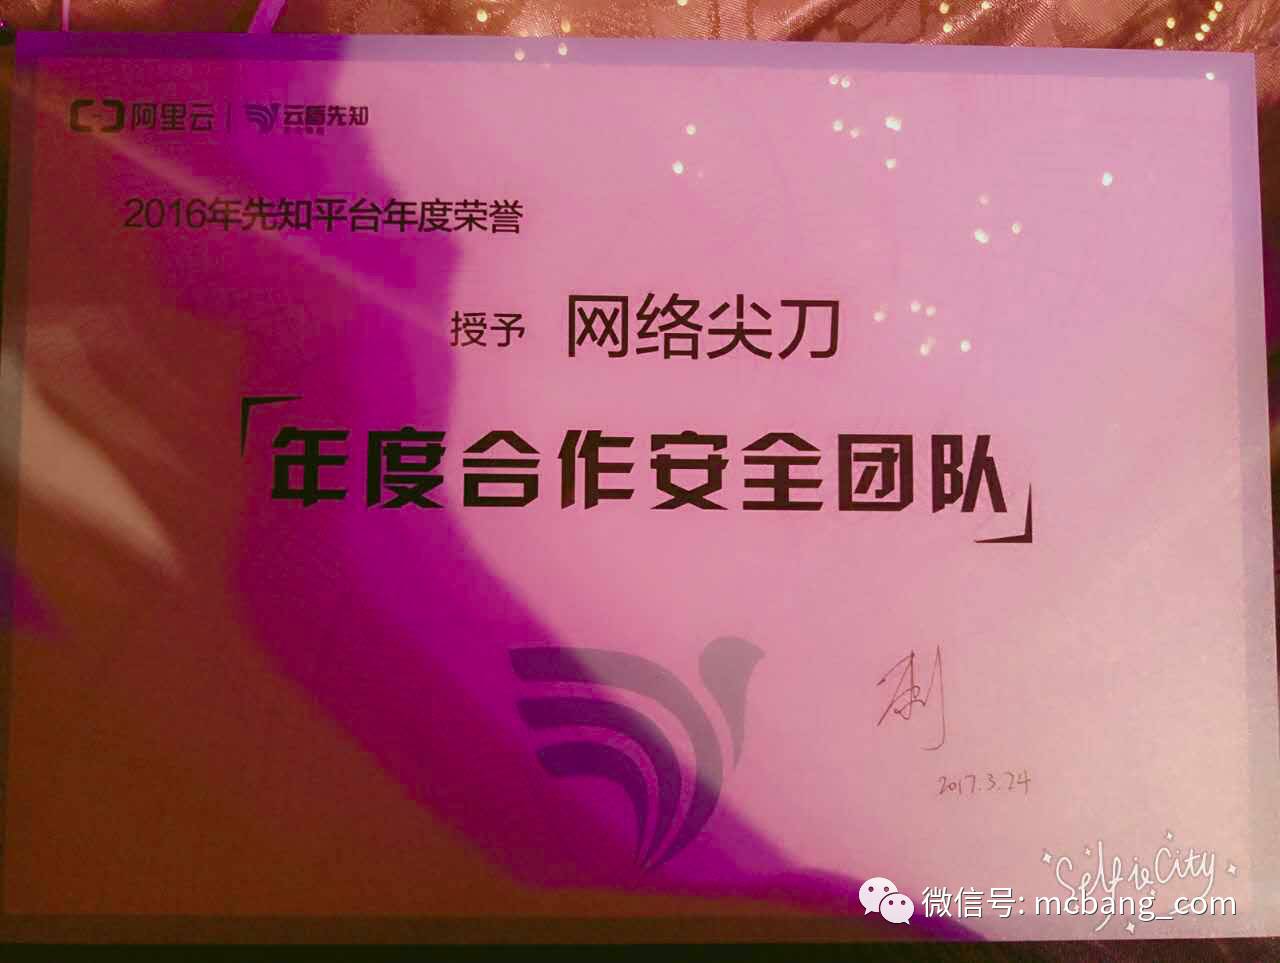 阿里云 | 云盾先知
2016年先知平台年度荣誉
授予 网络尖刀
「年度合作安全团队」
2017.3.24
SelfieCity
微信号: mcbang_com